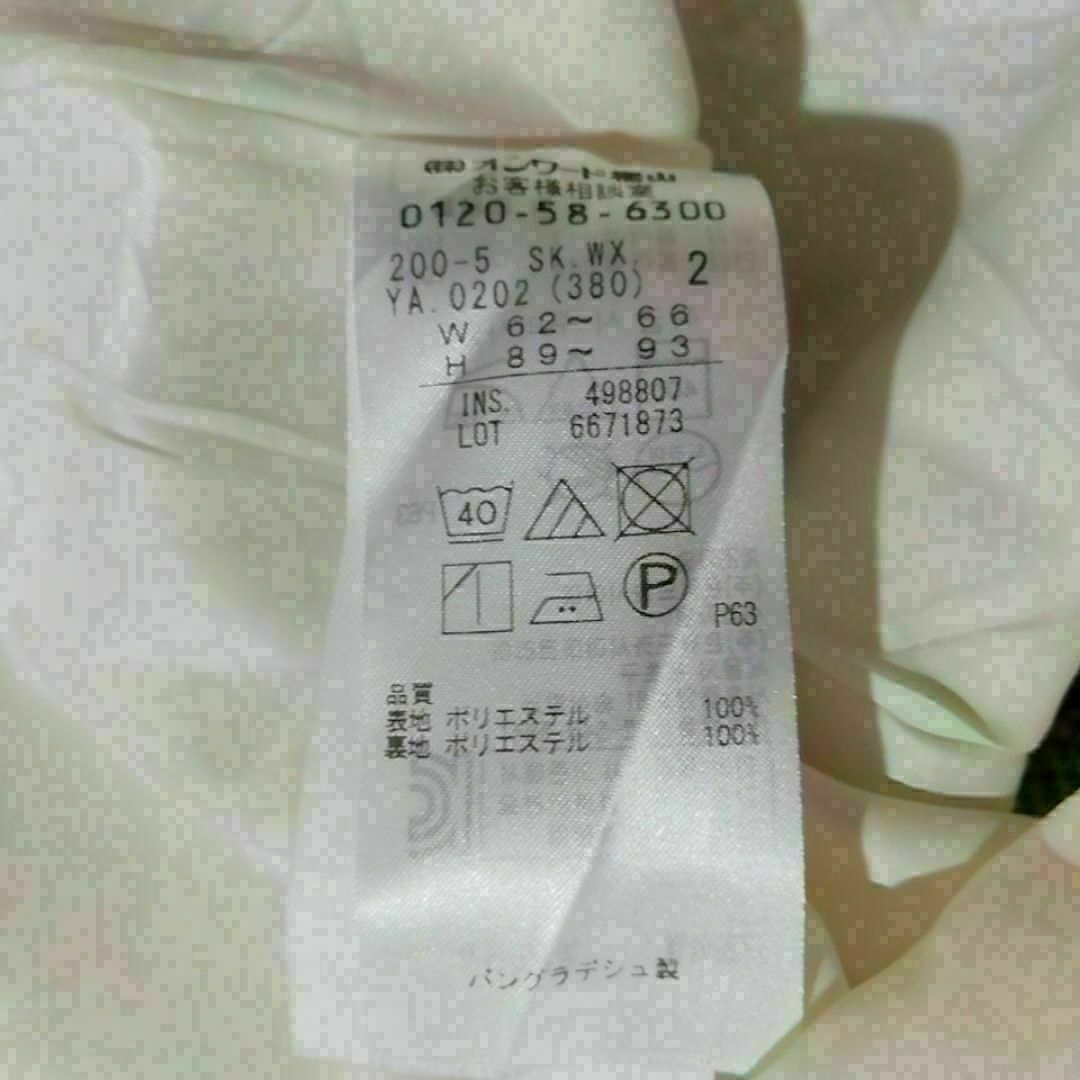 ㈱オンワード樫山
お客様相談室
0120-58-6300
200-5 SK.WX. 2
YA.0202 (380)
W 62~ 66
H 89~ 93
INS. 498807
LOT 6671873
40
P
P63
品質
表地 ポリエステル 100%
裏地 ポリエステル 100%
バングラデシュ製